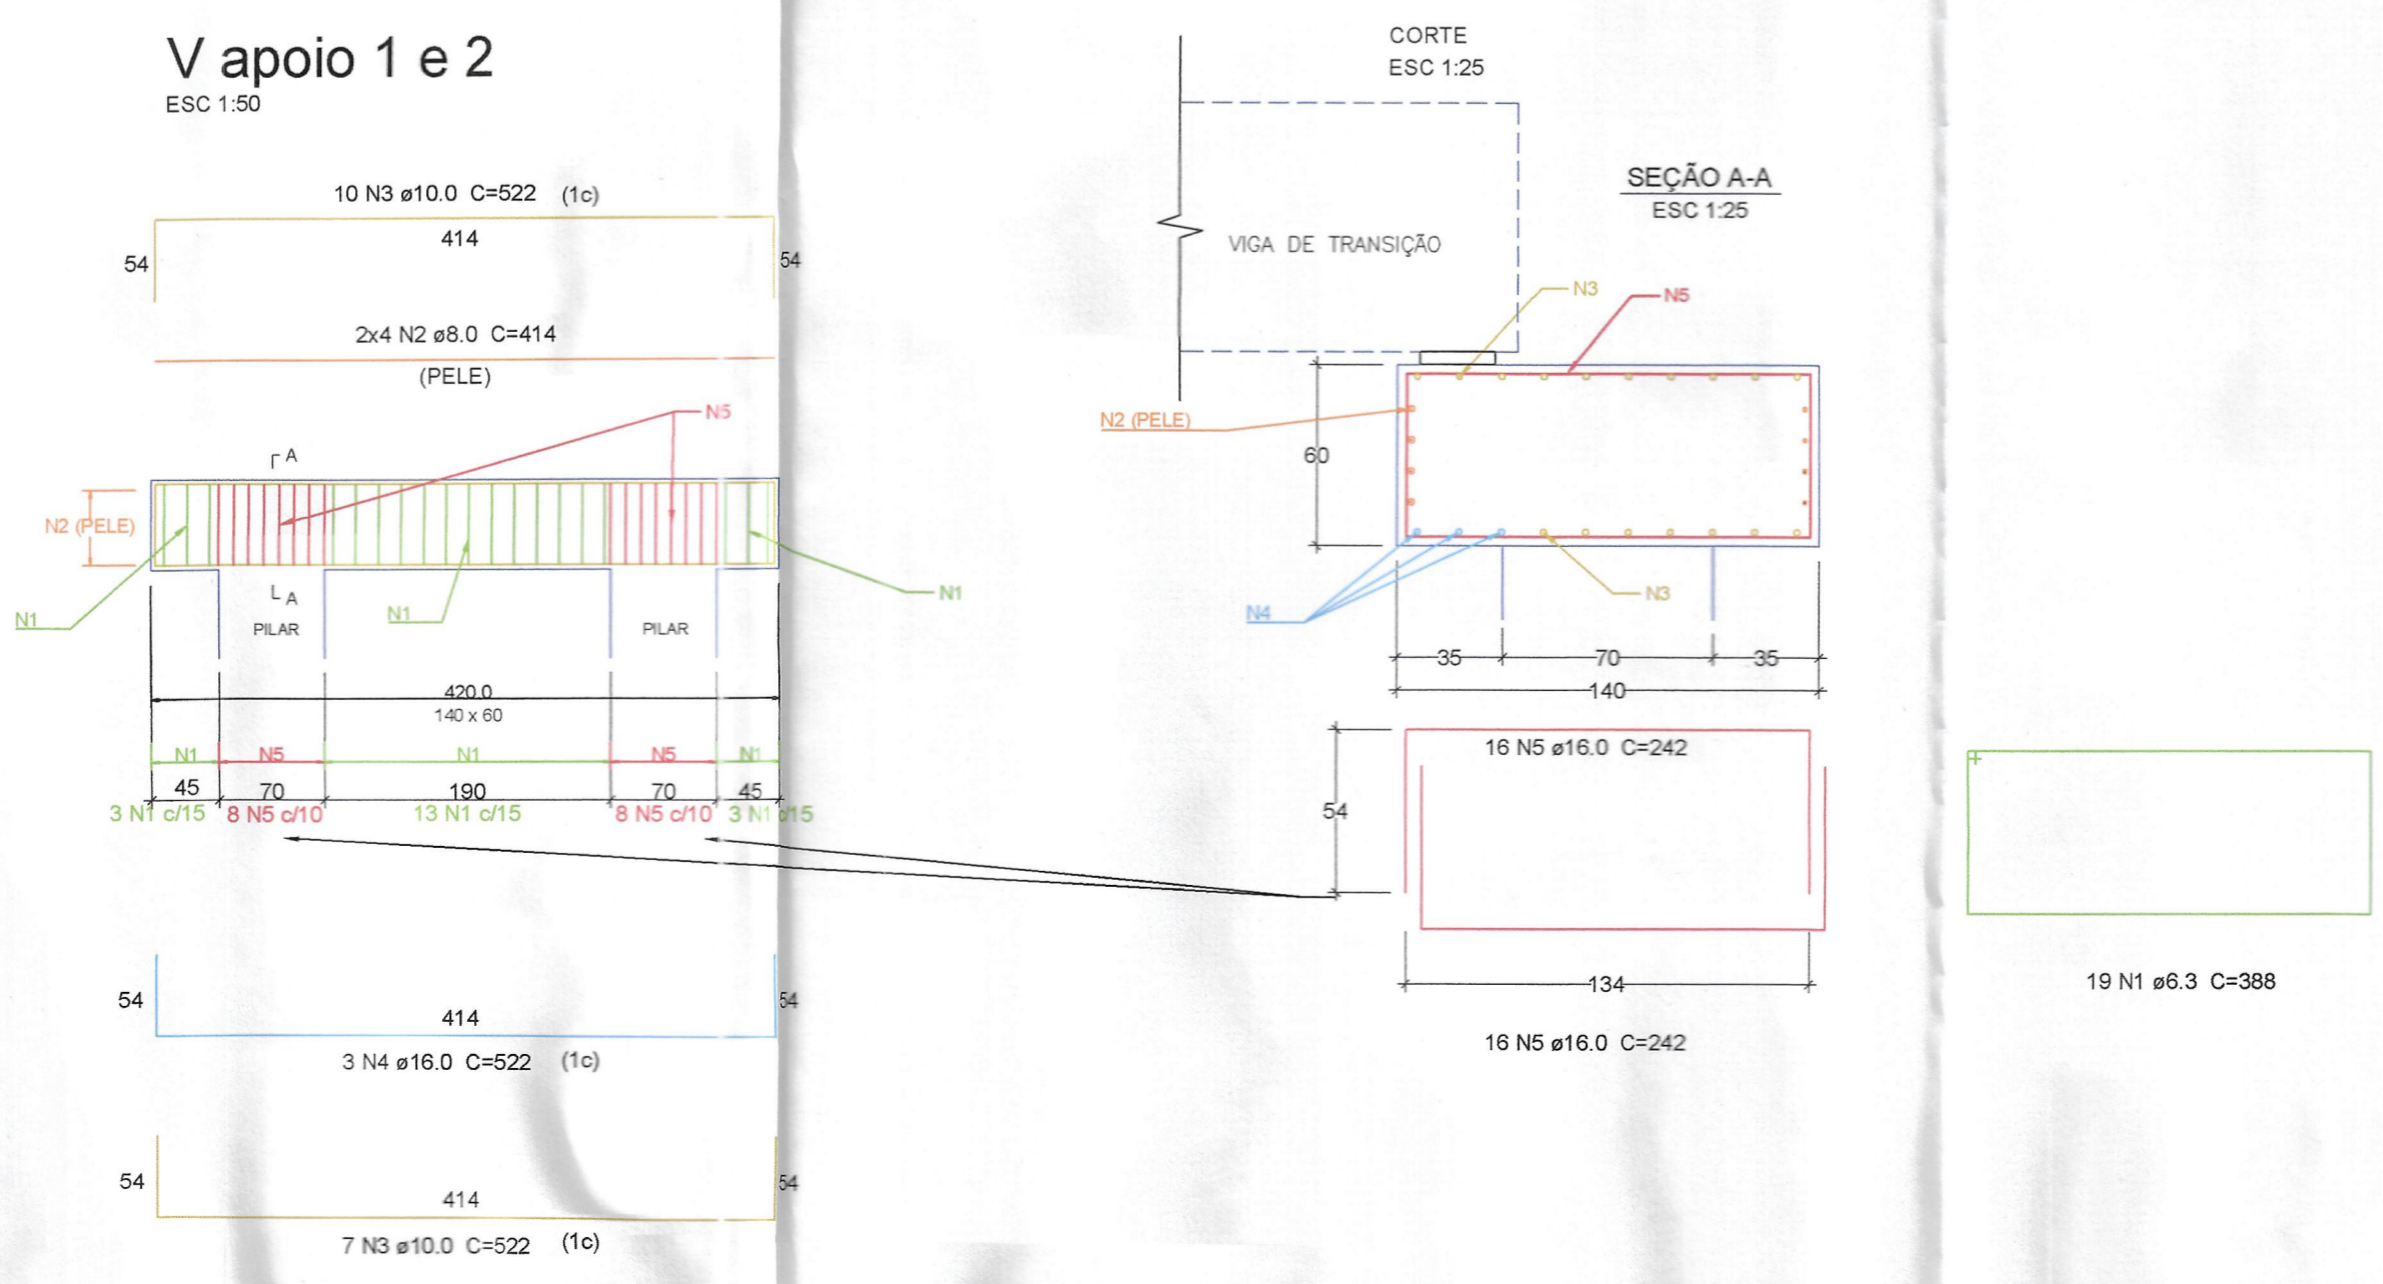 V apoio 1 e 2
ESC 1:50
10 N3 ø10.0 C=522 (1c)
414
54
54
2x4 N2 ø8.0 C=414
(PELE)
N5
A
N2 (PELE)
A
N1
N1
N1
PILAR
PILAR
420.0
140 x 60
N1
N5
N1
N5
N1
45
70
190
70
45
3 N1 c/15
8 N5 c/10
13 N1 c/15
8 N5 c/10
3 N1 c/15
54
414
54
3 N4 ø16.0 C=522 (1c)
54
414
54
7 N3 ø10.0 C=522 (1c)
CORTE
ESC 1:25
SEÇÃO A-A
ESC 1:25
VIGA DE TRANSIÇÃO
N3
N5
N2 (PELE)
60
N4
N3
35
70
35
140
16 N5 ø16.0 C=242
54
134
16 N5 ø16.0 C=242
19 N1 ø6.3 C=388